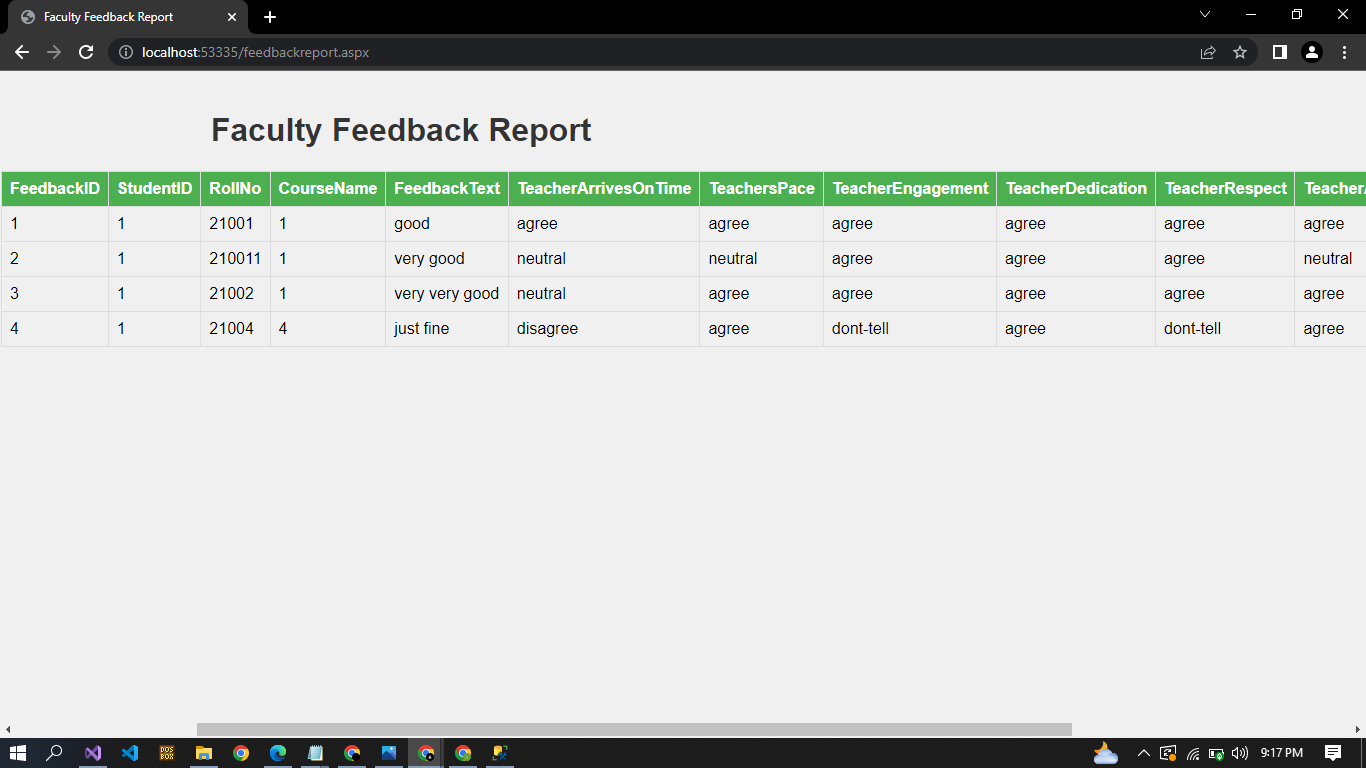 Faculty Feedback Report
localhost:53335/feedbackreport.aspx
Faculty Feedback Report
FeedbackID StudentID RollNo CourseName FeedbackText TeacherArrivesOnTime TeachersPace TeacherEngagement TeacherDedication TeacherRespect TeacherA
1 1 21001 1 good agree agree agree agree agree agree
2 1 210011 1 very good neutral neutral agree agree agree neutral
3 1 21002 1 very very good neutral agree agree agree agree agree
4 1 21004 4 just fine disagree agree dont-tell agree dont-tell agree
DOS
BOX
9:17 PM